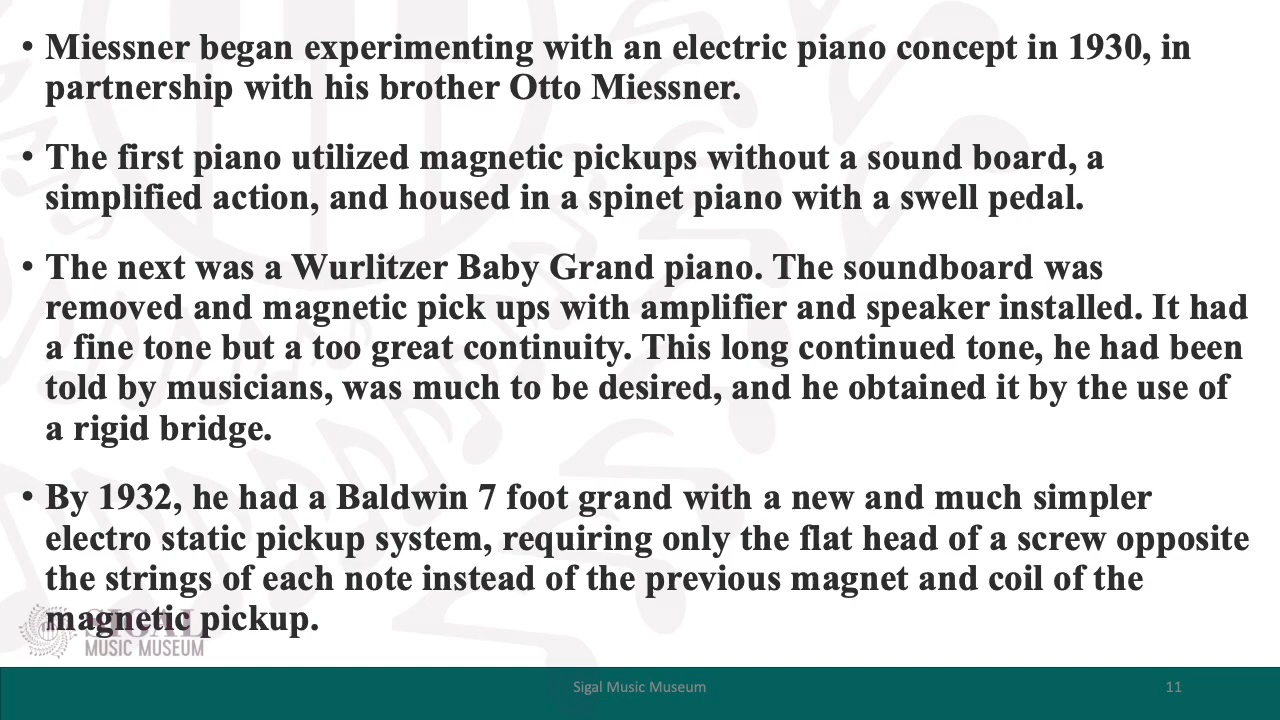 • Miessner began experimenting with an electric piano concept in 1930, in
partnership with his brother Otto Miessner.
• The first piano utilized magnetic pickups without a sound board, a
simplified action, and housed in a spinet piano with a swell pedal.
• The next was a Wurlitzer Baby Grand piano. The soundboard was
removed and magnetic pick ups with amplifier and speaker installed. It had
a fine tone but a too great continuity. This long continued tone, he had been
told by musicians, was much to be desired, and he obtained it by the use of
a rigid bridge.
• By 1932, he had a Baldwin 7 foot grand with a new and much simpler
electro static pickup system, requiring only the flat head of a screw opposite
the strings of each note instead of the previous magnet and coil of the
magnetic pickup.
SIGAL
MUSIC MUSEUM
Sigal Music Museum
11